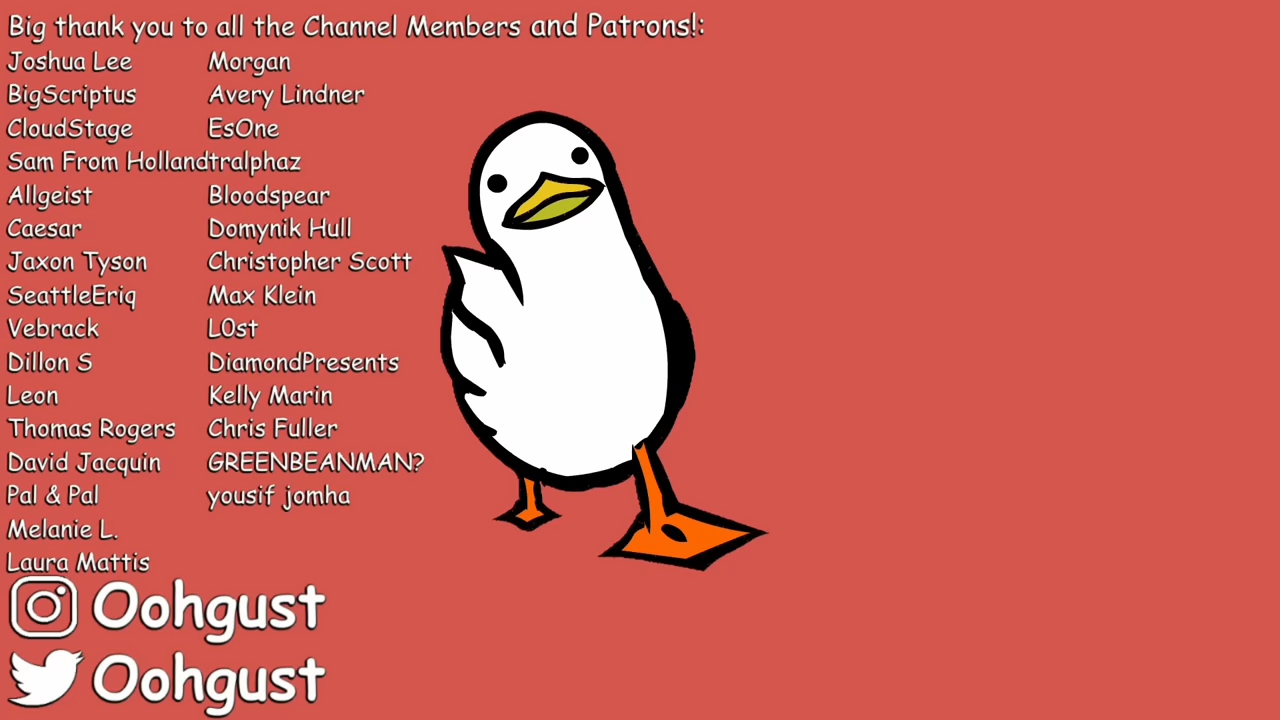 Big thank you to all the Channel Members and Patrons!:
Joshua Lee
BigScriptus
CloudStage
Sam From Holland
Allgeist
Caesar
Jaxon Tyson
SeattleEriq
Vebrack
Dillon S
Leon
Thomas Rogers
David Jacquin
Pal & Pal
Melanie L.
Laura Mattis
Morgan
Avery Lindner
EsOne
tralphaz
Bloodspear
Domynik Hull
Christopher Scott
Max Klein
L0st
DiamondPresents
Kelly Marin
Chris Fuller
GREENBEANMAN?
yousif jomha
Oohgust
Oohgust